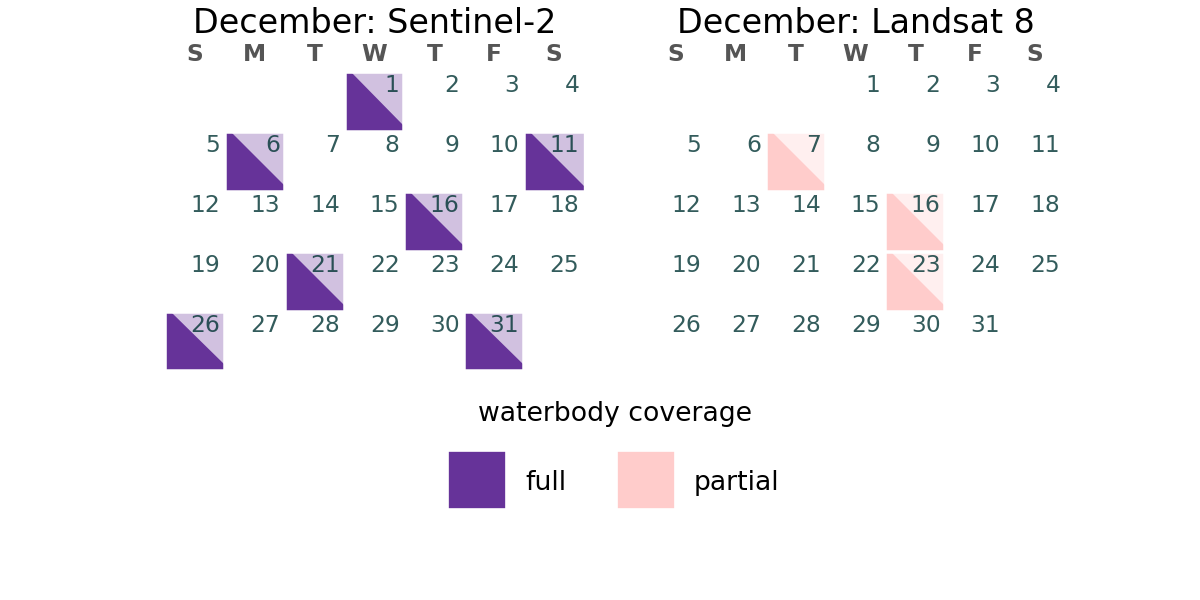 December: Sentinel-2
S M T W T F S
1 2 3 4
5 6 7 8 9 10 11
12 13 14 15 16 17 18
19 20 21 22 23 24 25
26 27 28 29 30 31
December: Landsat 8
S M T W T F S
1 2 3 4
5 6 7 8 9 10 11
12 13 14 15 16 17 18
19 20 21 22 23 24 25
26 27 28 29 30 31
waterbody coverage
full partial